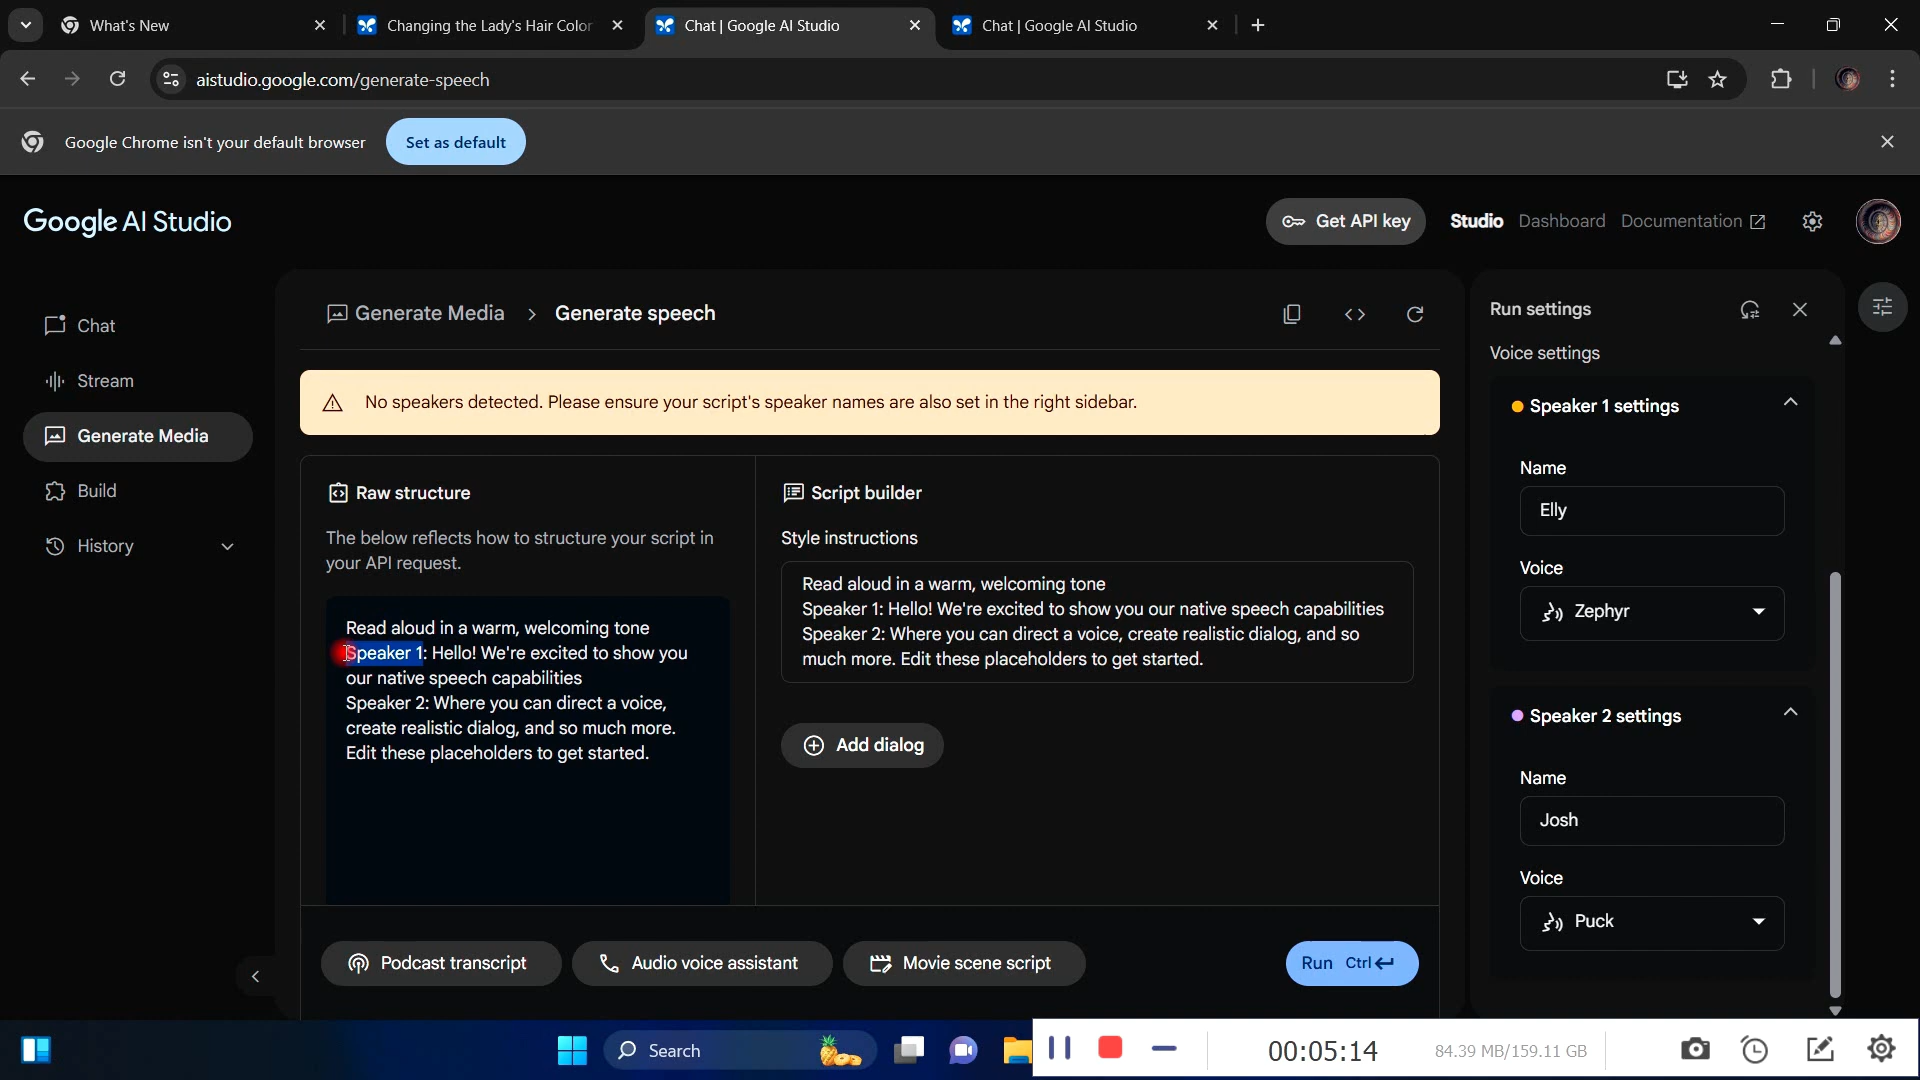 What's New
Changing the Lady's Hair Color
Chat | Google AI Studio
Chat | Google AI Studio
aistudio.google.com/generate-speech
Google Chrome isn't your default browser
Set as default
Google AI Studio
Get API key
Studio
Dashboard
Documentation
Chat
Stream
Generate Media
Build
History
Generate Media > Generate speech
No speakers detected. Please ensure your script's speaker names are also set in the right sidebar.
Raw structure
The below reflects how to structure your script in
your API request.
Read aloud in a warm, welcoming tone
Speaker 1: Hello! We're excited to show you
our native speech capabilities
Speaker 2: Where you can direct a voice,
create realistic dialog, and so much more.
Edit these placeholders to get started.
Script builder
Style instructions
Read aloud in a warm, welcoming tone
Speaker 1: Hello! We're excited to show you our native speech capabilities
Speaker 2: Where you can direct a voice, create realistic dialog, and so
much more. Edit these placeholders to get started.
Add dialog
Podcast transcript
Audio voice assistant
Movie scene script
Run Ctrl
Run settings
Voice settings
Speaker 1 settings
Name
Elly
Voice
Zephyr
Speaker 2 settings
Name
Josh
Voice
Puck
Search
00:05:14
84.39 MB/159.11 GB